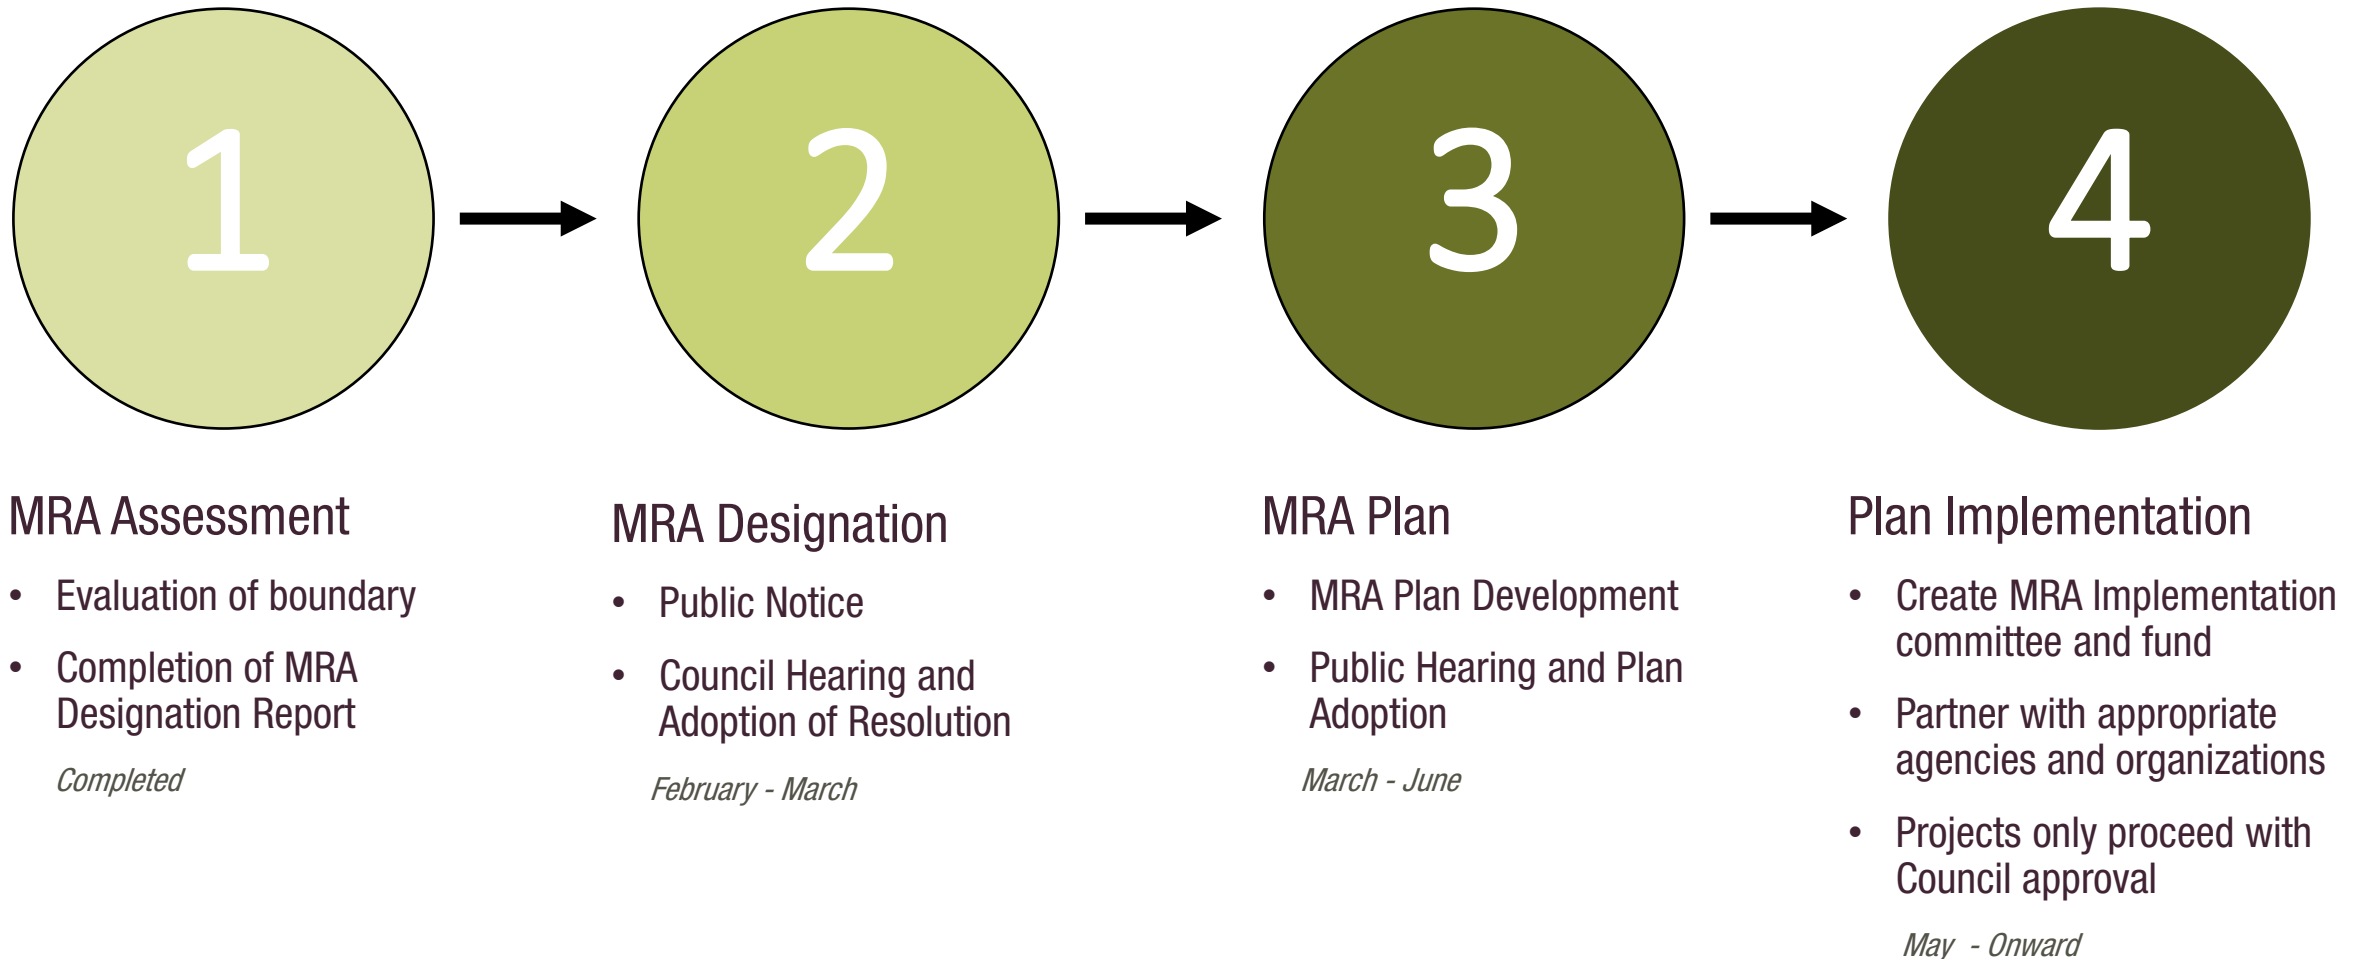 1
2
3
4
MRA Assessment
• Evaluation of boundary
• Completion of MRA
Designation Report
Completed
MRA Designation
• Public Notice
• Council Hearing and
Adoption of Resolution
February - March
MRA Plan
• MRA Plan Development
• Public Hearing and Plan
Adoption
March - June
Plan Implementation
• Create MRA Implementation
committee and fund
• Partner with appropriate
agencies and organizations
• Projects only proceed with
Council approval
May - Onward